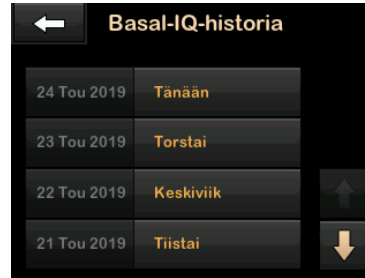 Basal-IQ-historia
24 Tou 2019 Tänään
23 Tou 2019 Torstai
22 Tou 2019 Keskiviik
21 Tou 2019 Tiistai